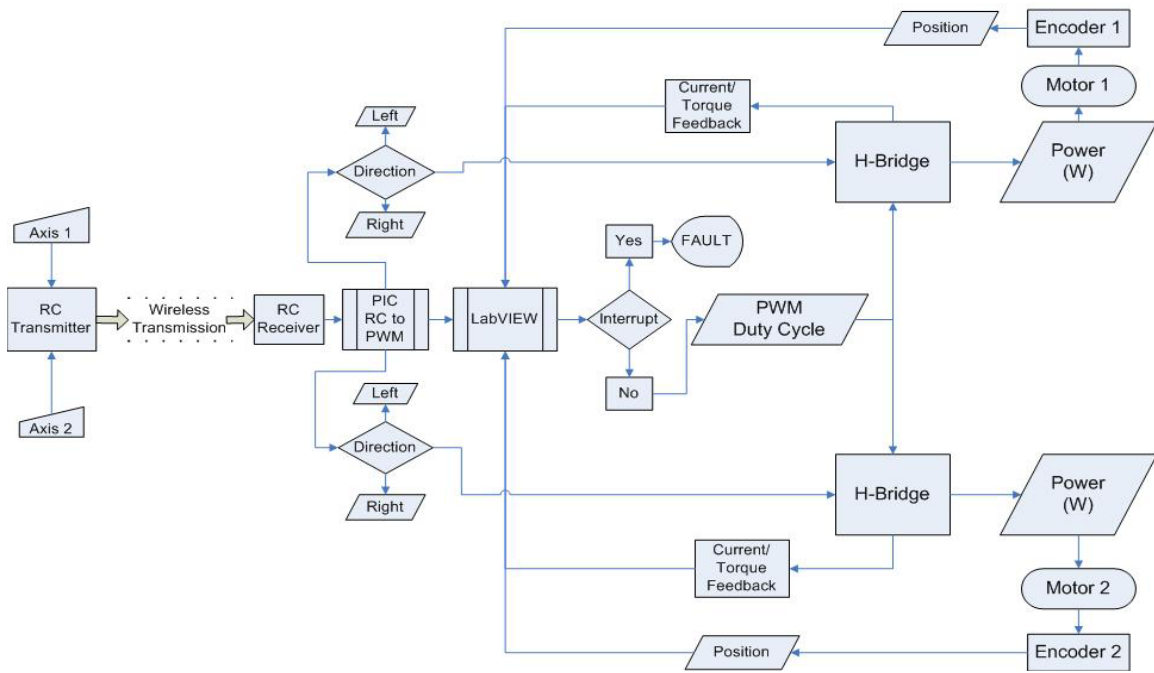 Position
Encoder 1
Current/
Torque
Feedback
Motor 1
Left
Direction
Right
H-Bridge
Power
(W)
Axis 1
Yes
FAULT
RC
Transmitter
Wireless
Transmission
RC
Receiver
PIC
RC to
PWM
LabVIEW
Interrupt
PWM
Duty Cycle
No
Axis 2
Left
Direction
Right
H-Bridge
Power
(W)
Current/
Torque
Feedback
Motor 2
Position
Encoder 2